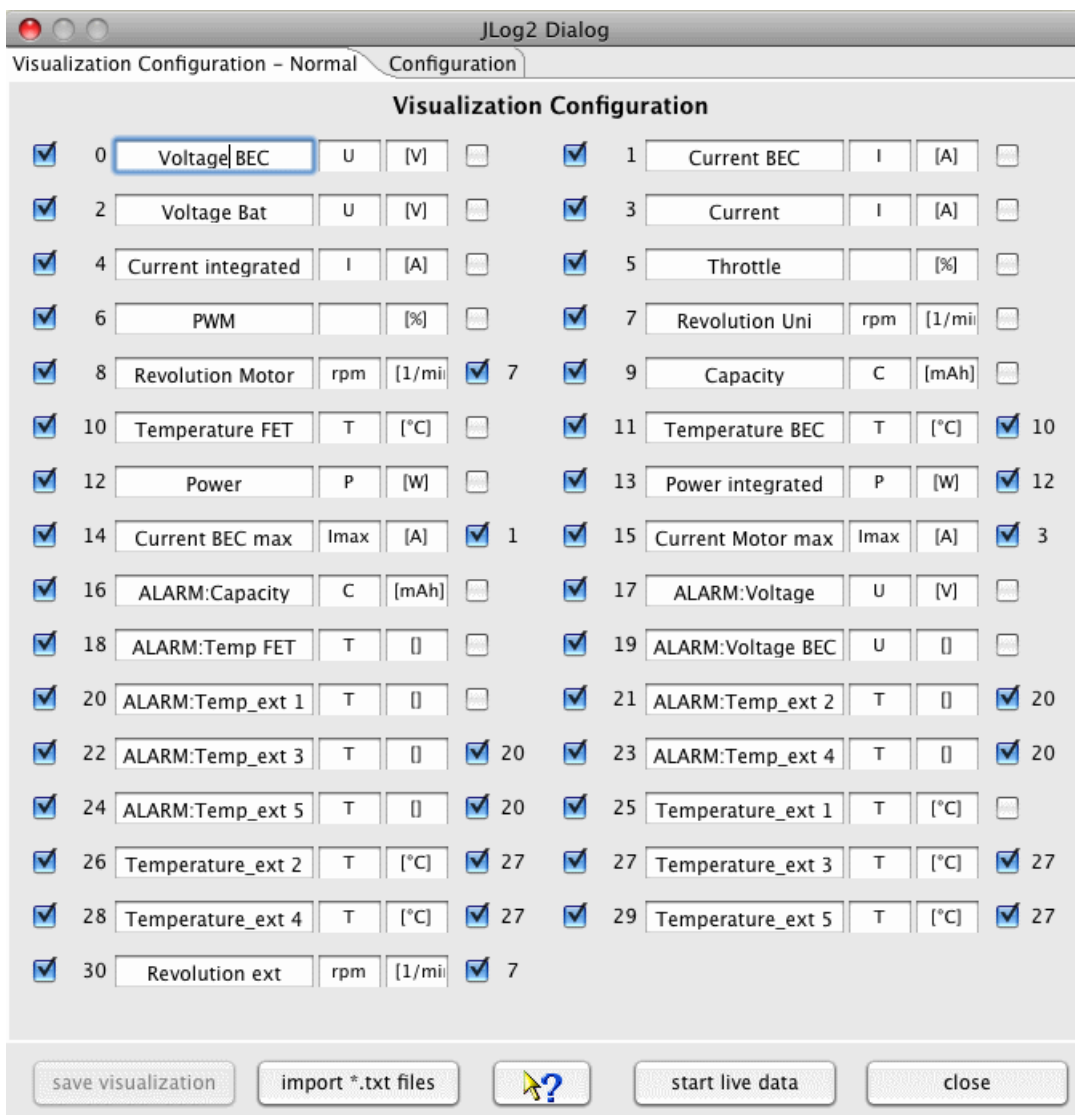 JLog2 Dialog
Visualization Configuration – Normal Configuration
Visualization Configuration
0 Voltage BEC U [V] 1 Current BEC I [A]
2 Voltage Bat U [V] 3 Current I [A]
4 Current integrated I [A] 5 Throttle [%]
6 PWM [%] 7 Revolution Uni rpm [1/mi
8 Revolution Motor rpm [1/mi 7 9 Capacity C [mAh]
10 Temperature FET T [°C] 11 Temperature BEC T [°C] 10
12 Power P [W] 13 Power integrated P [W] 12
14 Current BEC max Imax [A] 1 15 Current Motor max Imax [A] 3
16 ALARM:Capacity C [mAh] 17 ALARM:Voltage U [V]
18 ALARM:Temp FET T [] 19 ALARM:Voltage BEC U []
20 ALARM:Temp_ext 1 T [] 21 ALARM:Temp_ext 2 T [] 20
22 ALARM:Temp_ext 3 T [] 20 23 ALARM:Temp_ext 4 T [] 20
24 ALARM:Temp_ext 5 T [] 20 25 Temperature_ext 1 T [°C]
26 Temperature_ext 2 T [°C] 27 27 Temperature_ext 3 T [°C] 27
28 Temperature_ext 4 T [°C] 27 29 Temperature_ext 5 T [°C] 27
30 Revolution ext rpm [1/mi 7
save visualization import *.txt files ? start live data close